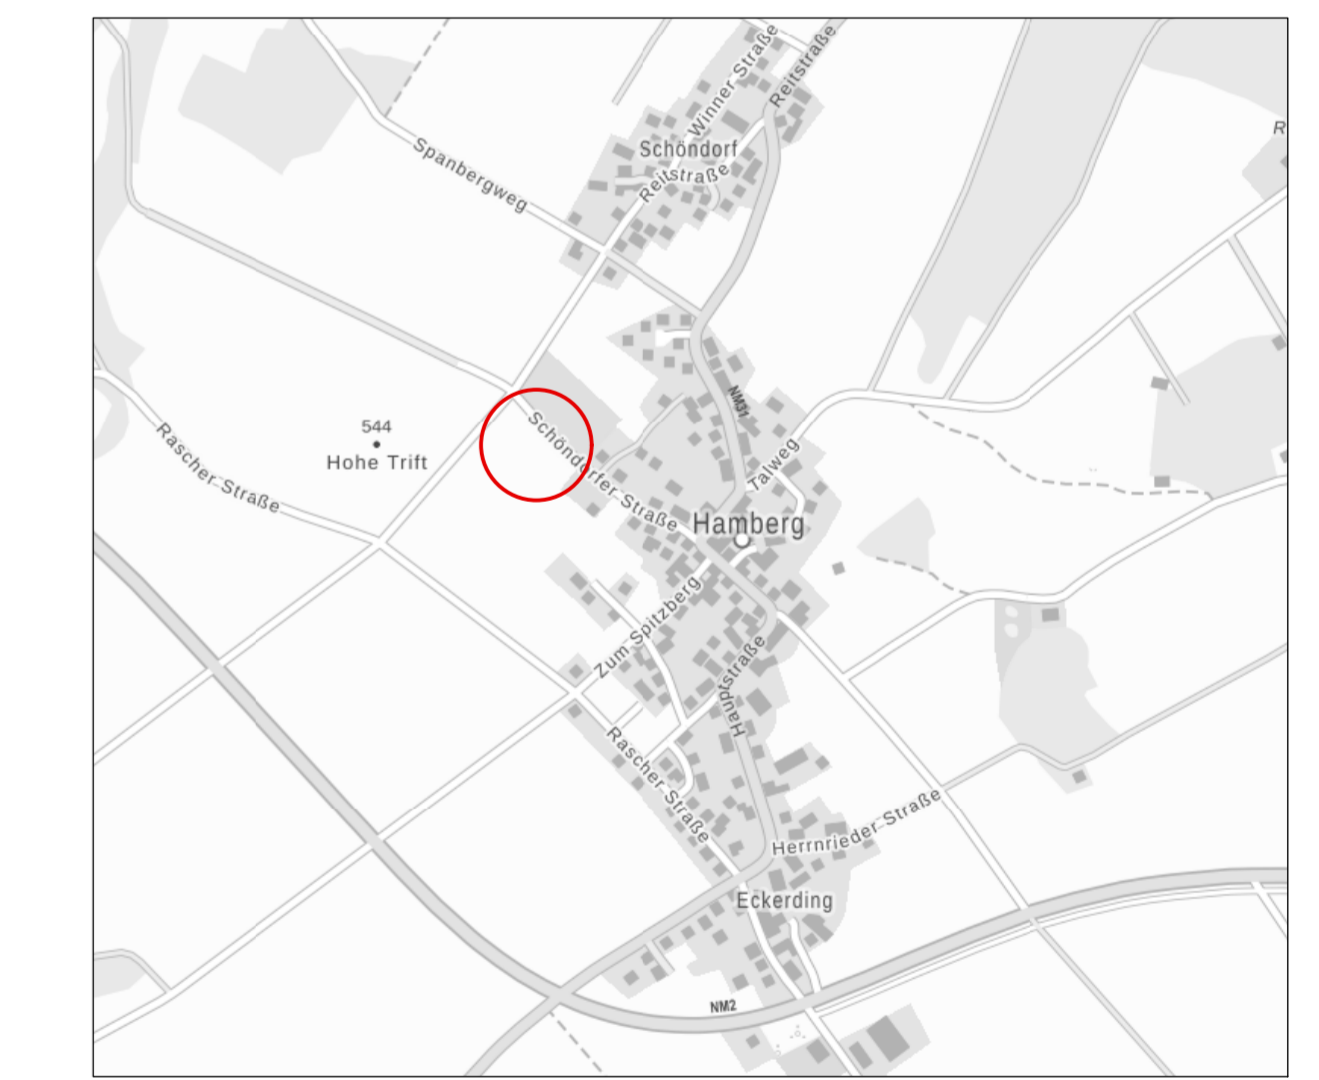 Winner Straße
Reitstraße
R
Spanbergweg
Schöndorf
Reitstraße
544
Hohe Trift
Rascher-Straße
Schöndorfer-Straße
NM31
Talweg
Hamberg
Zum Spitzberg
Hauptstraße
Rascher-Straße
Herrnrieder-Straße
Eckerding
NM2